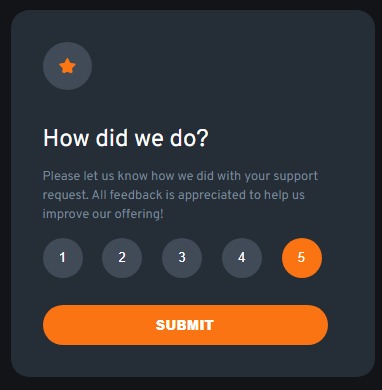 How did we do?
Please let us know how we did with your support
request. All feedback is appreciated to help us
improve our offering!
1 2 3 4 5
SUBMIT